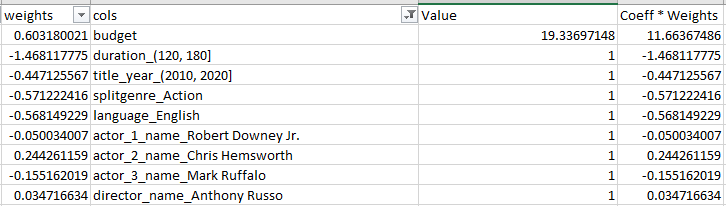 weights cols Value Coeff * Weights
0.603180021 budget 19.33697148 11.66367486
-1.468117775 duration_(120, 180] 1 -1.468117775
-0.447125567 title_year_(2010, 2020] 1 -0.447125567
-0.571222416 splitgenre_Action 1 -0.571222416
-0.568149229 language_English 1 -0.568149229
-0.050034007 actor_1_name_Robert Downey Jr. 1 -0.050034007
0.244261159 actor_2_name_Chris Hemsworth 1 0.244261159
-0.155162019 actor_3_name_Mark Ruffalo 1 -0.155162019
0.034716634 director_name_Anthony Russo 1 0.034716634